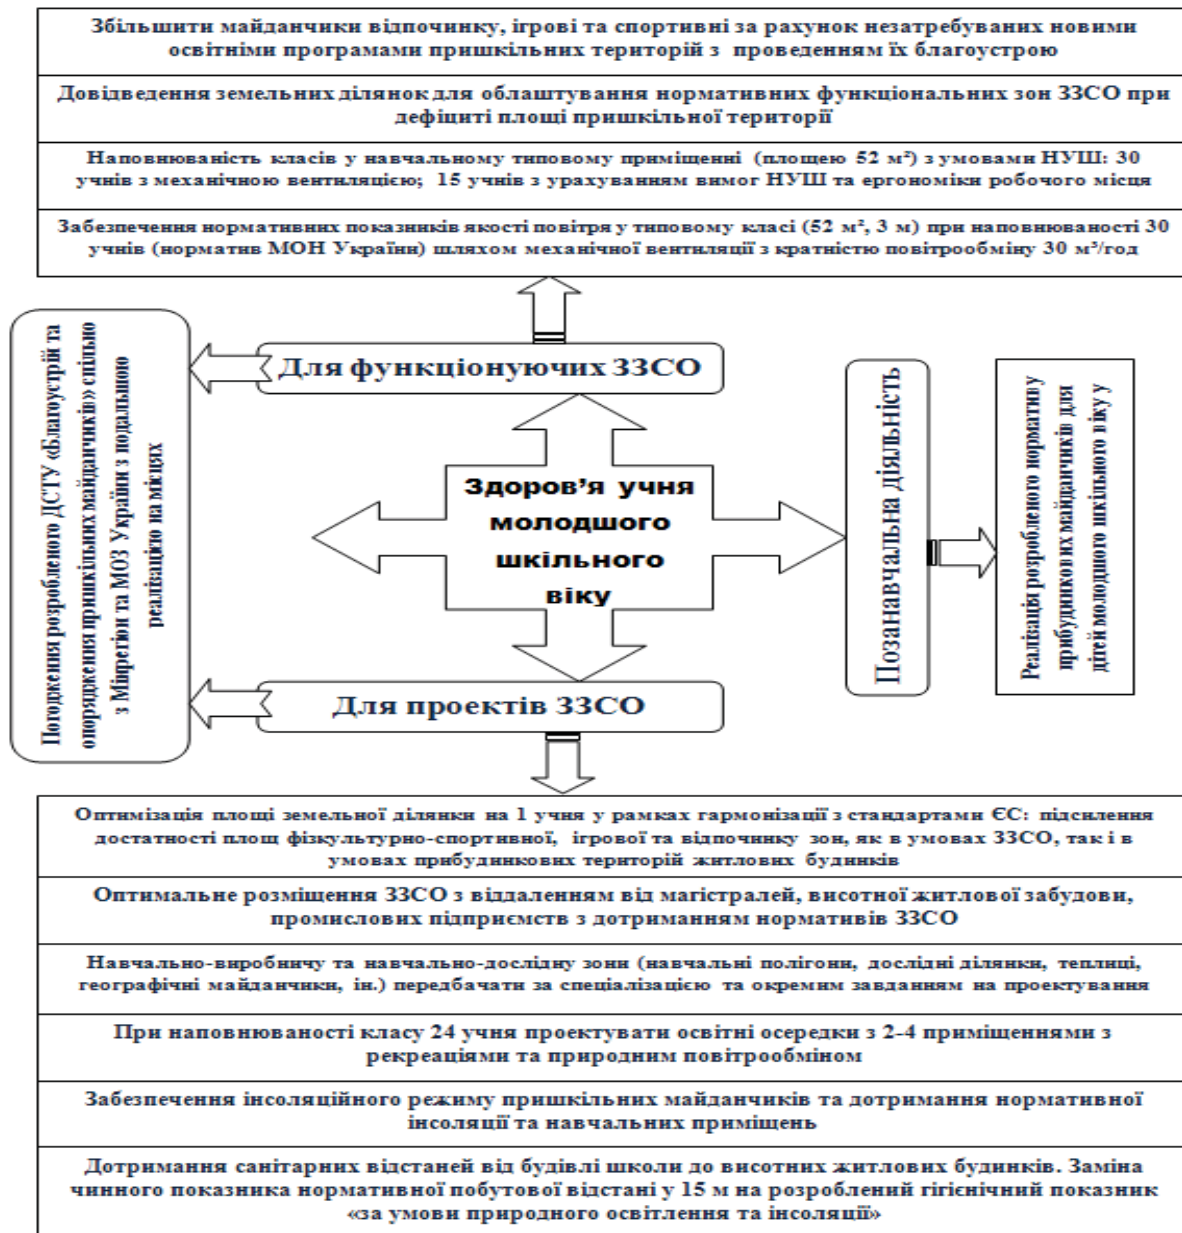 Збільшити майданчики відпочинку, ігрові та спортивні за рахунок незатребуваних новими
освітніми програмами пришкільних територій з проведенням їх благоустрою
Довідведення земельних ділянок для облаштування нормативних функціональних зон ЗЗСО при
дефіциті площі пришкільної території
Наповнюваність класів у навчальному типовому приміщенні (площею 52 м²) з умовами НУШ: 30
учнів з механічною вентиляцією; 15 учнів з урахуванням вимог НУШ та ергономіки робочого місця
Забезпечення нормативних показників якості повітря у типовому класі (52 м², 3 м) при наповнюваності 30
учнів (норматив МОН України) шляхом механічної вентиляції з кратністю повітрообміну 30 м³/год
Погодження розробленого ДСТУ «Благоустрій та
опорядження пришкільних майданчиків» спільно
з Мінрегіон та МОЗ України з подальшою
реалізацією на місцях
Для функціонуючих ЗЗСО
Здоров’я учня
молодшого
шкільного
віку
Для проектів ЗЗСО
Позанавчальна діяльність
Реалізація розробленого нормативу
прибудинкових майданчиків для
дітей молодшого шкільного віку у
Оптимізація площі земельної ділянки на 1 учня у рамках гармонізації з стандартами ЄС: підсилення
достатності площ фізкультурно-спортивної, ігрової та відпочинку зон, як в умовах ЗЗСО, так і в
умовах прибудинкових територій житлових будинків
Оптимальне розміщення ЗЗСО з віддаленням від магістралей, висотної житлової забудови,
промислових підприємств з дотриманням нормативів ЗЗСО
Навчально-виробничу та навчально-дослідну зони (навчальні полігони, дослідні ділянки, теплиці,
географічні майданчики, ін.) передбачати за спеціалізацією та окремим завданням на проектування
При наповнюваності класу 24 учня проектувати освітні осередки з 2-4 приміщеннями з
рекреаціями та природним повітрообміном
Забезпечення інсоляційного режиму пришкільних майданчиків та дотримання нормативної
інсоляції та навчальних приміщень
Дотримання санітарних відстаней від будівлі школи до висотних житлових будинків. Заміна
чинного показника нормативної побутової відстані у 15 м на розроблений гігієнічний показник
«за умови природного освітлення та інсоляції»